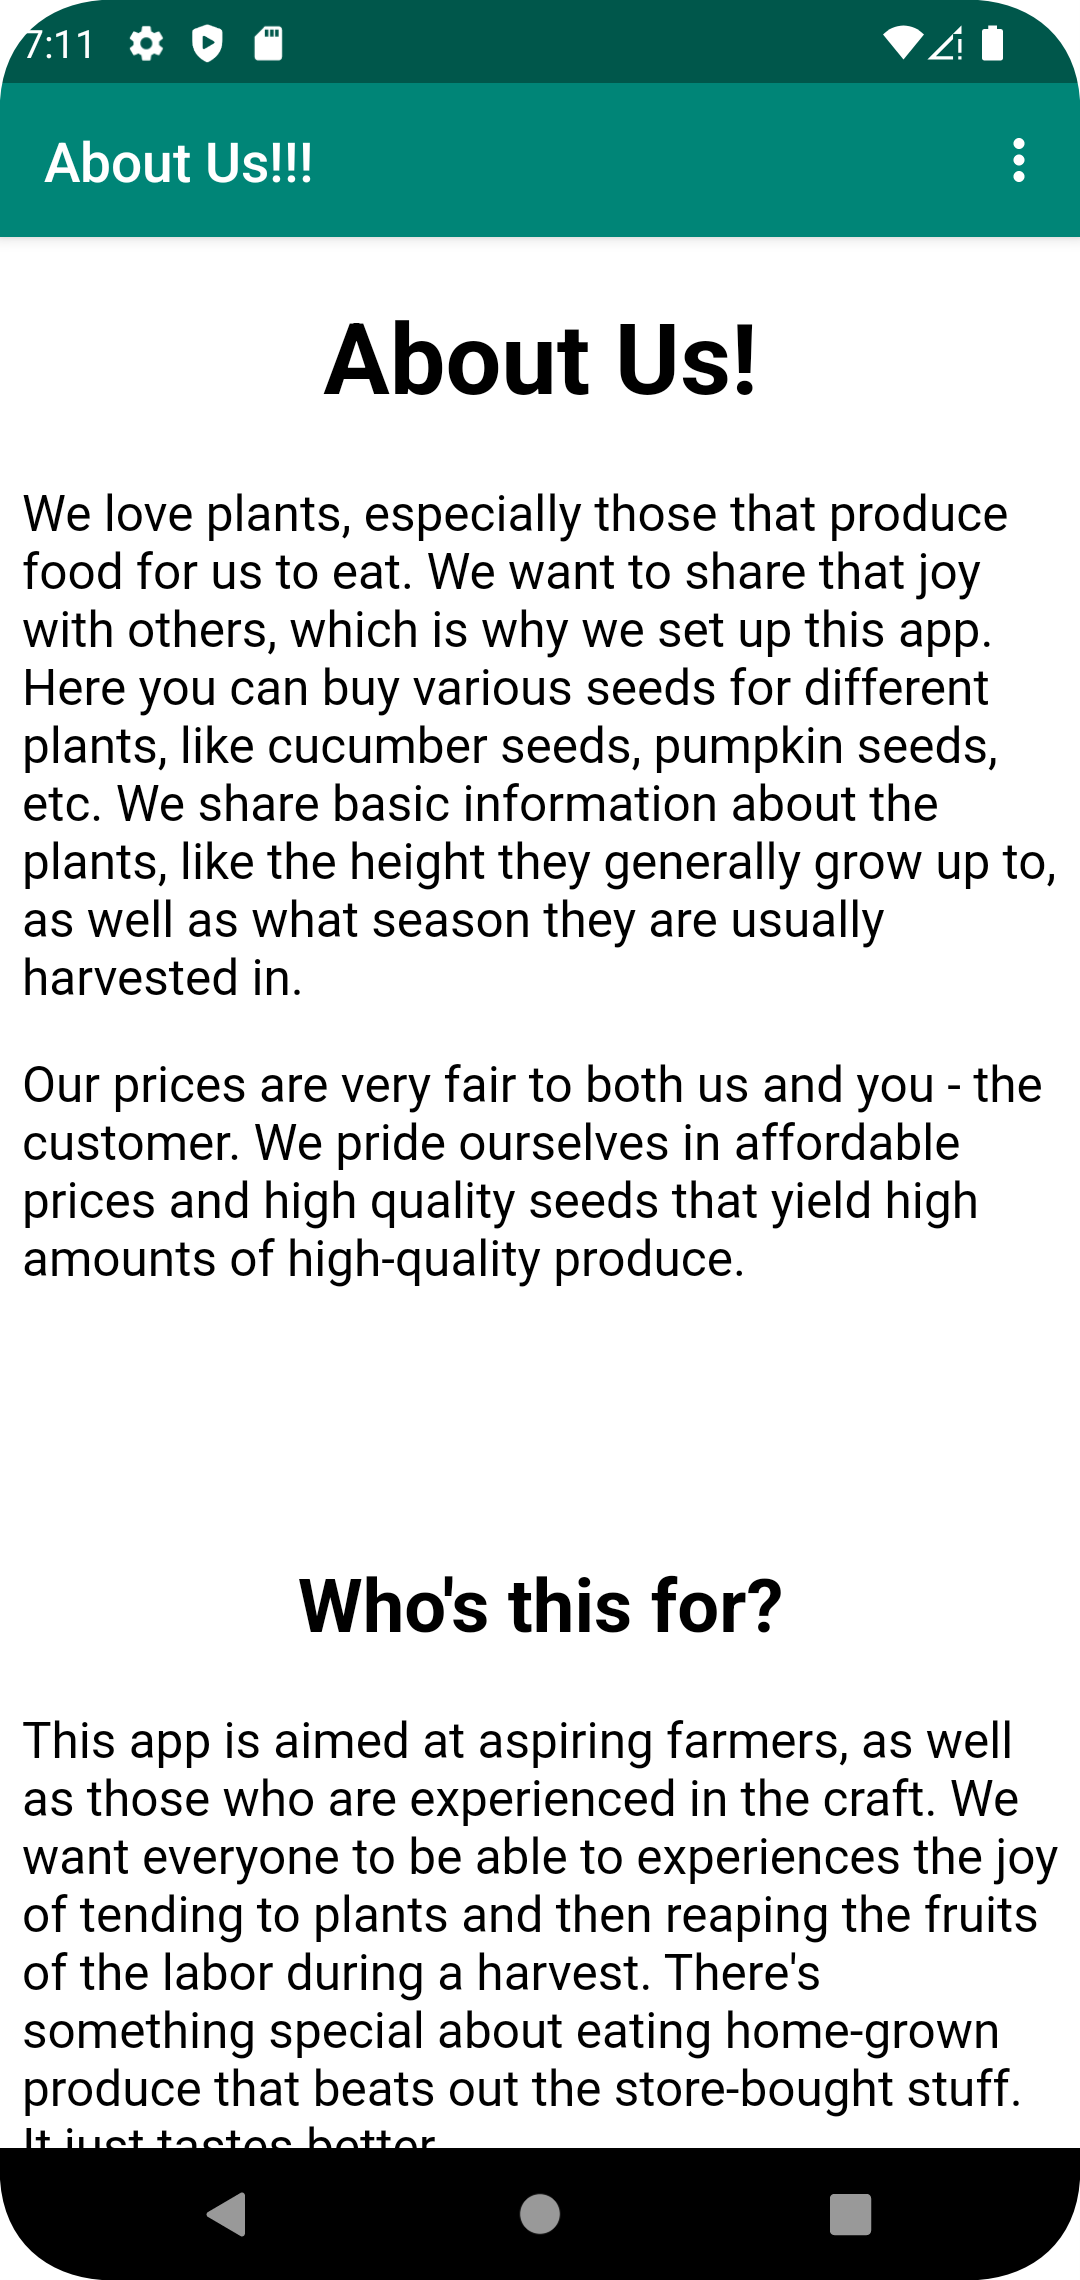 7:11
About Us!!!
About Us!
We love plants, especially those that produce
food for us to eat. We want to share that joy
with others, which is why we set up this app.
Here you can buy various seeds for different
plants, like cucumber seeds, pumpkin seeds,
etc. We share basic information about the
plants, like the height they generally grow up to,
as well as what season they are usually
harvested in.
Our prices are very fair to both us and you - the
customer. We pride ourselves in affordable
prices and high quality seeds that yield high
amounts of high-quality produce.
Who's this for?
This app is aimed at aspiring farmers, as well
as those who are experienced in the craft. We
want everyone to be able to experiences the joy
of tending to plants and then reaping the fruits
of the labor during a harvest. There's
something special about eating home-grown
produce that beats out the store-bought stuff.
It just tastes better